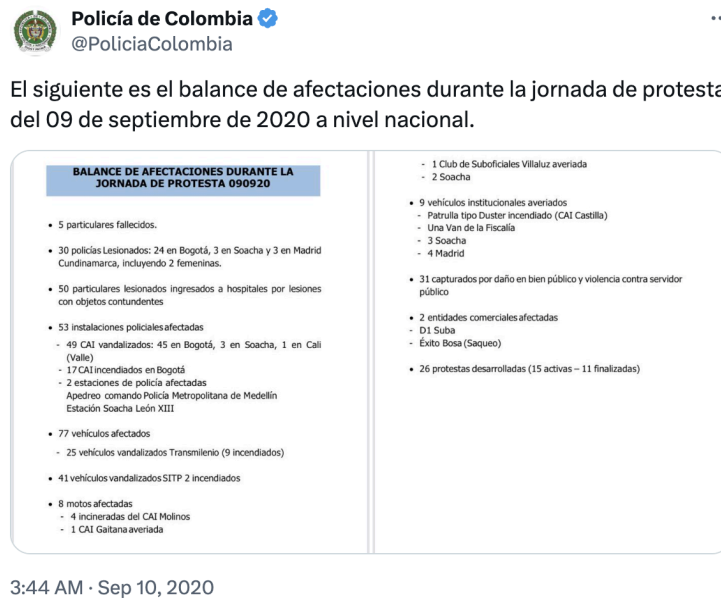 Policía de Colombia
@PoliciaColombia
El siguiente es el balance de afectaciones durante la jornada de protesta
del 09 de septiembre de 2020 a nivel nacional.
BALANCE DE AFECTACIONES DURANTE LA
JORNADA DE PROTESTA 090920
• 5 particulares fallecidos.
• 30 policías Lesionados: 24 en Bogotá, 3 en Soacha y 3 en Madrid
Cundinamarca, incluyendo 2 femeninas.
• 50 particulares lesionados ingresados a hospitales por lesiones
con objetos contundentes
• 53 instalaciones policiales afectadas
- 49 CAI vandalizados: 45 en Bogotá, 3 en Soacha, 1 en Cali
(Valle)
- 17 CAI incendiados en Bogotá
- 2 estaciones de policía afectadas
Apedreo comando Policía Metropolitana de Medellín
Estación Soacha León XIII
• 77 vehículos afectados
- 25 vehículos vandalizados Transmilenio (9 incendiados)
• 41 vehículos vandalizados SITP 2 incendiados
• 8 motos afectadas
- 4 incineradas del CAI Molinos
- 1 CAI Gaitana averiada
- 1 Club de Suboficiales Villaluz averiada
- 2 Soacha
• 9 vehículos institucionales averiados
- Patrulla tipo Duster incendiado (CAI Castilla)
- Una Van de la Fiscalía
- 3 Soacha
- 4 Madrid
• 31 capturados por daño en bien público y violencia contra servidor
público
• 2 entidades comerciales afectadas
- D1 Suba
- Éxito Bosa (Saqueo)
• 26 protestas desarrolladas (15 activas – 11 finalizadas)
3:44 AM · Sep 10, 2020